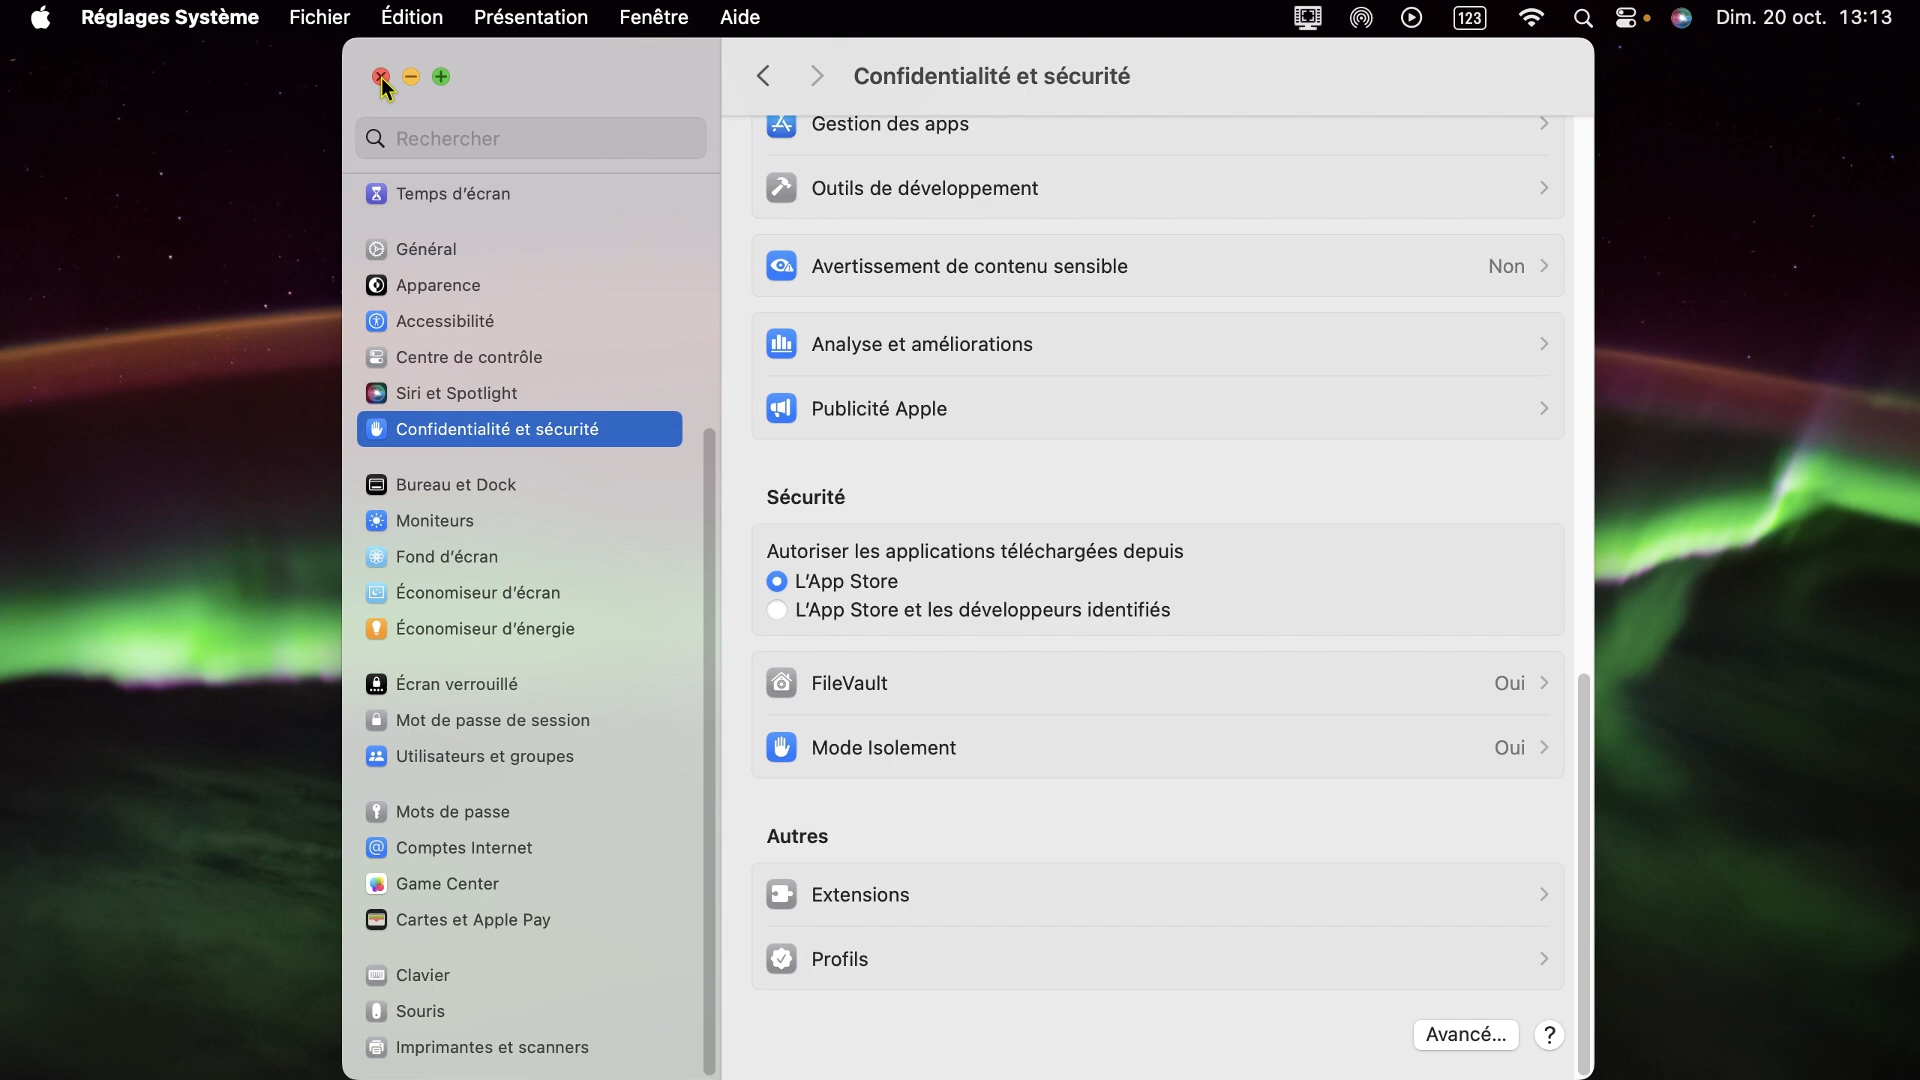 Réglages Système Fichier Édition Présentation Fenêtre Aide 123 Dim. 20 oct. 13:13
Confidentialité et sécurité
Rechercher
Temps d'écran
Général
Apparence
Accessibilité
Centre de contrôle
Siri et Spotlight
Confidentialité et sécurité
Bureau et Dock
Moniteurs
Fond d'écran
Économiseur d'écran
Économiseur d'énergie
Écran verrouillé
Mot de passe de session
Utilisateurs et groupes
Mots de passe
Comptes Internet
Game Center
Cartes et Apple Pay
Clavier
Souris
Imprimantes et scanners
Gestion des apps
Outils de développement
Avertissement de contenu sensible Non
Analyse et améliorations
Publicité Apple
Sécurité
Autoriser les applications téléchargées depuis
L'App Store
L'App Store et les développeurs identifiés
FileVault Oui
Mode Isolement Oui
Autres
Extensions
Profils
Avancé... ?